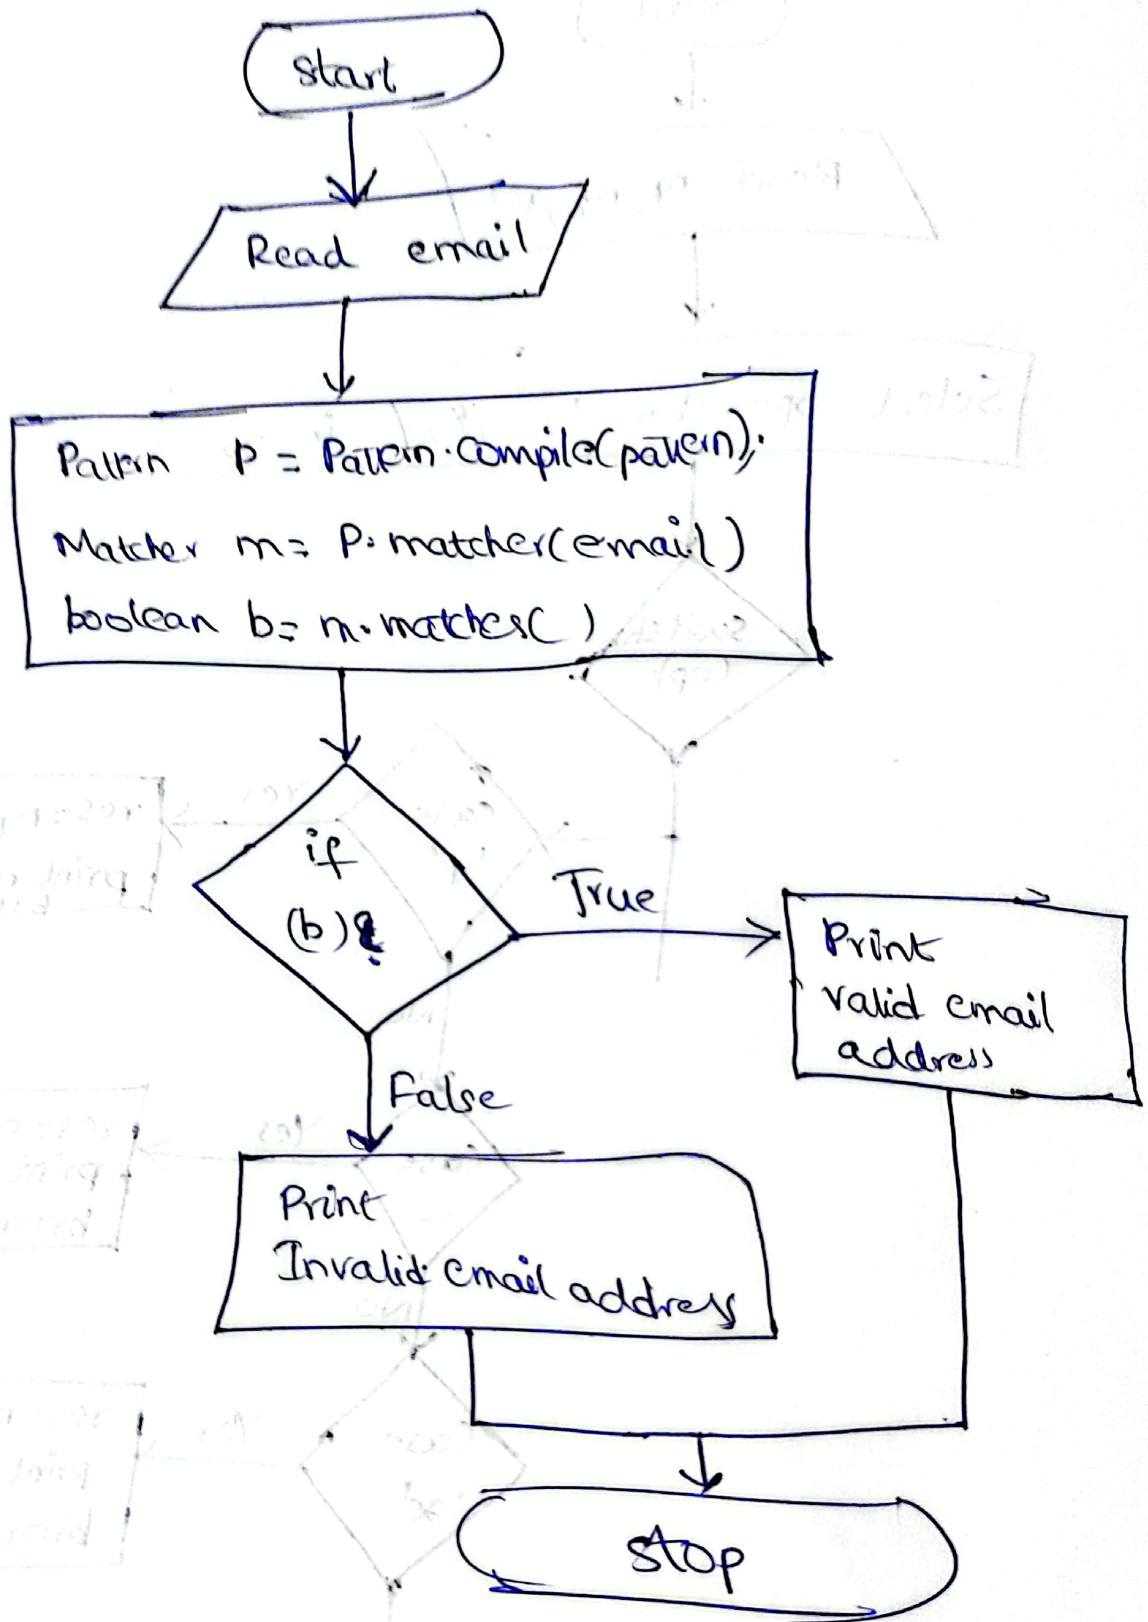 start
Read email
Pattern P = Pattern.compile(pattern);
Matcher m = P.matcher(email)
boolean b = m.matches( )
if
(b)
True
Print
valid email
address
False
Print
Invalid email address
stop